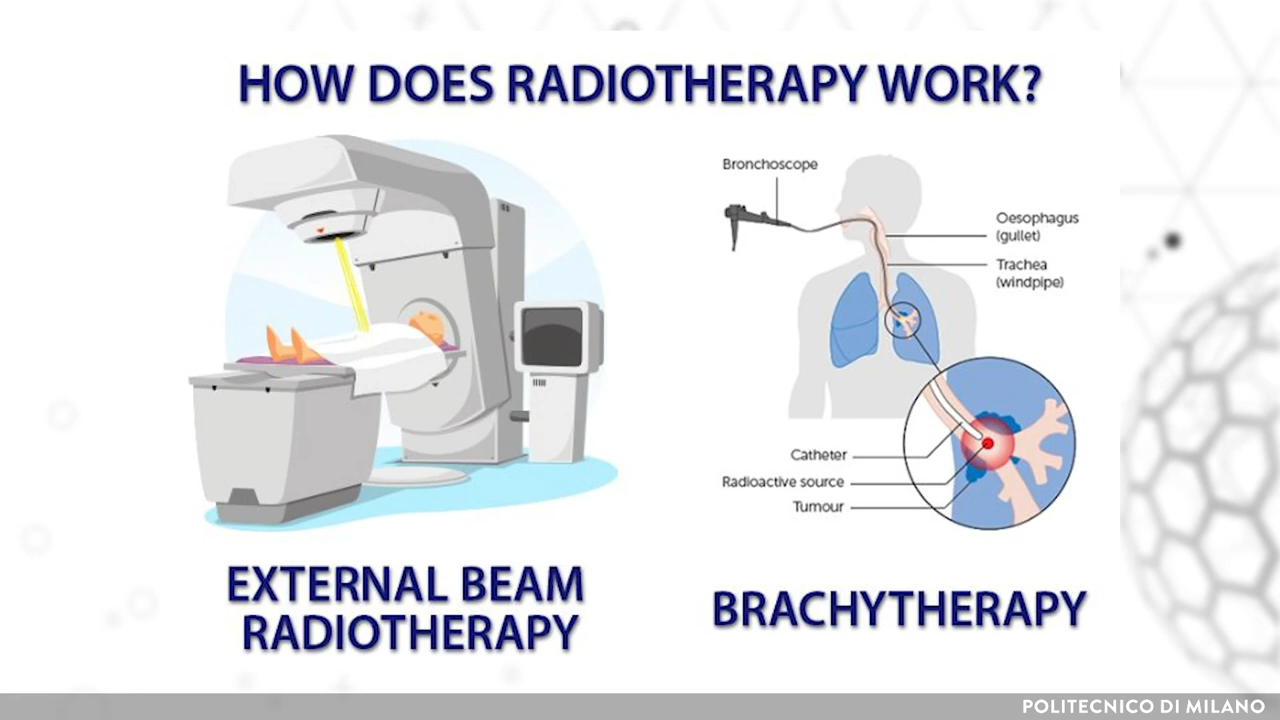 HOW DOES RADIOTHERAPY WORK?
Bronchoscope
Oesophagus
(gullet)
Trachea
(windpipe)
Catheter
Radioactive source
Tumour
EXTERNAL BEAM
RADIOTHERAPY
BRACHYTHERAPY
POLITECNICO DI MILANO